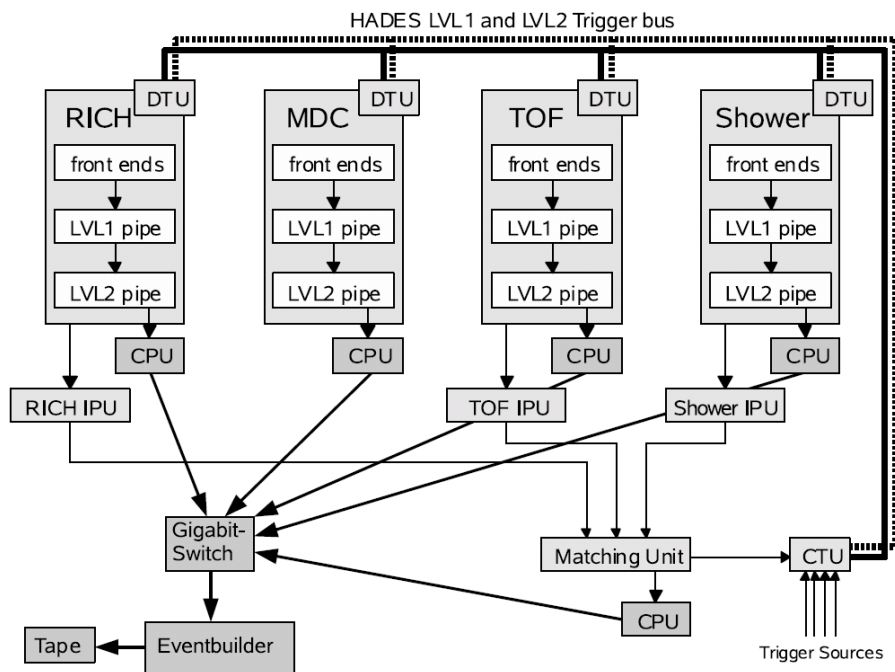 HADES LVL1 and LVL2 Trigger bus
DTU
DTU
DTU
DTU
RICH
MDC
TOF
Shower
front ends
front ends
front ends
front ends
LVL1 pipe
LVL1 pipe
LVL1 pipe
LVL1 pipe
LVL2 pipe
LVL2 pipe
LVL2 pipe
LVL2 pipe
CPU
CPU
CPU
CPU
RICH IPU
TOF IPU
Shower IPU
Gigabit-
Switch
Matching Unit
CTU
CPU
Tape
Eventbuilder
Trigger Sources